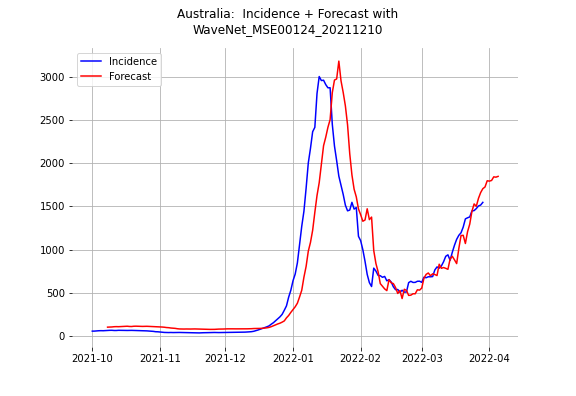 Australia:  Incidence + Forecast with
WaveNet_MSE00124_20211210
Incidence
Forecast
3000
2500
2000
1500
1000
500
0
2021-10 2021-11 2021-12 2022-01 2022-02 2022-03 2022-04